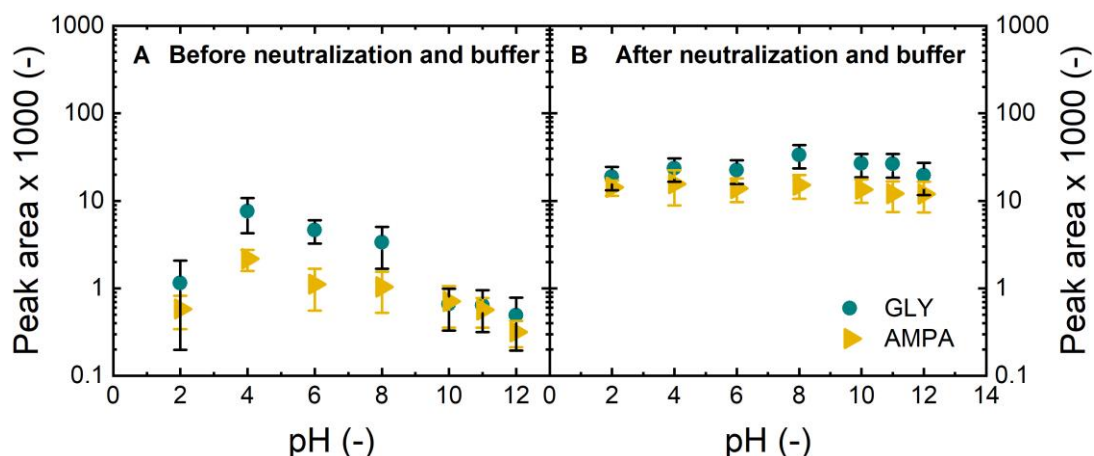 A Before neutralization and buffer
B After neutralization and buffer
Peak area x 1000 (-)
1000
100
10
1
0.1
0 2 4 6 8 10 12
pH (-)
GLY
AMPA
0 2 4 6 8 10 12 14
pH (-)
1000
100
10
1
0.1
Peak area x 1000 (-)